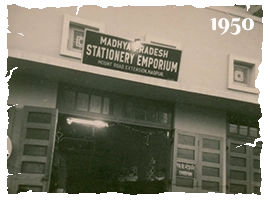 1950
MADHYA PRADESH
STATIONERY EMPORIUM
MOUNT ROAD EXTENSION, NAGPUR.